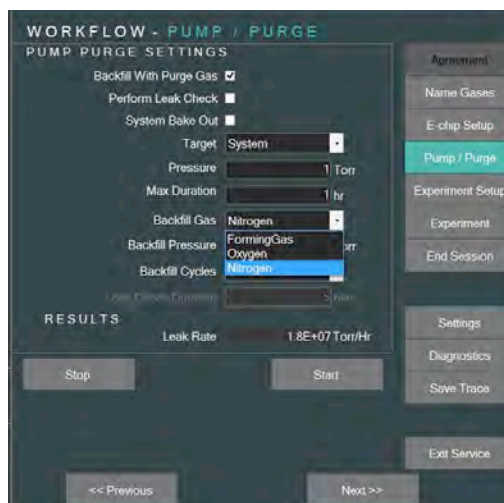 WORKFLOW - PUMP / PURGE
PUMP PURGE SETTINGS
Backfill With Purge Gas
Perform Leak Check
System Bake Out
Target System
Pressure 1 Torr
Max Duration 1 hr
Backfill Gas Nitrogen
FormingGas
Oxygen
Nitrogen
Backfill Pressure
Backfill Cycles
RESULTS
Leak Rate 1.8E+07 Torr/Hr
Stop
Start
<< Previous
Next >>
Agreement
Name Gases
E-chip Setup
Pump / Purge
Experiment Setup
Experiment
End Session
Settings
Diagnostics
Save Trace
Exit Service